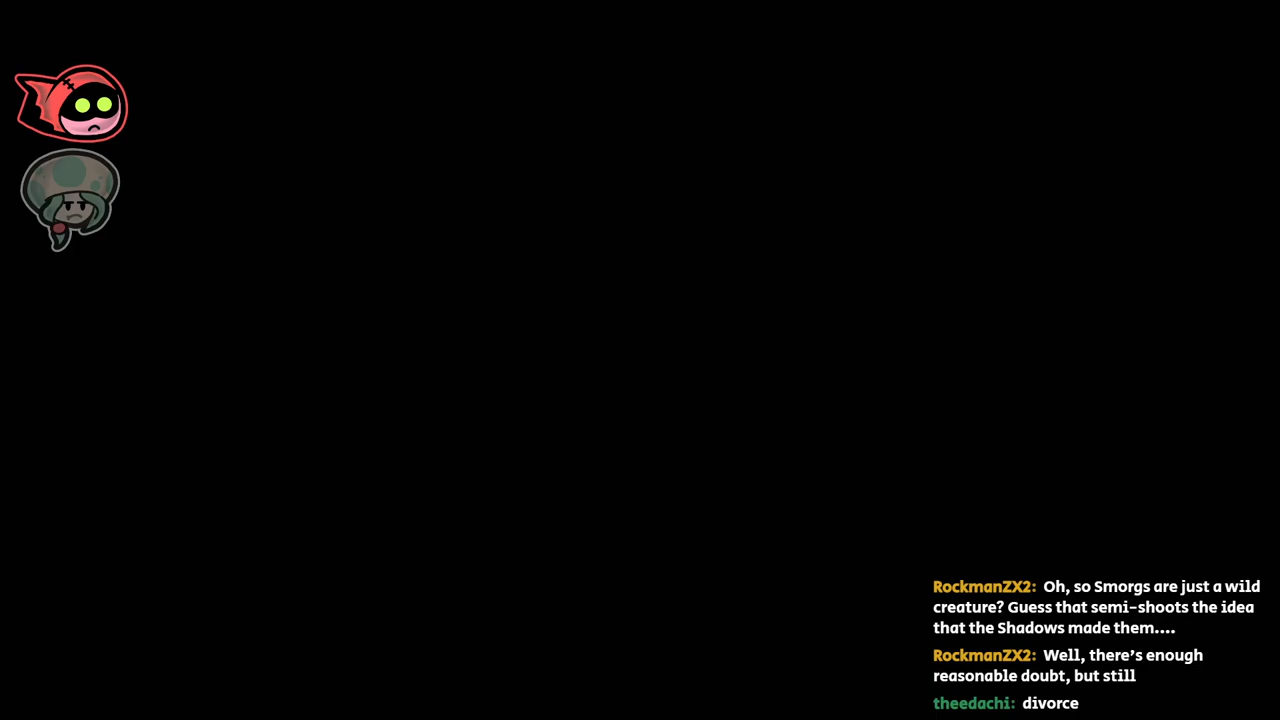 RockmanZX2: Oh, so Smorgs are just a wild
creature? Guess that semi-shoots the idea
that the Shadows made them....
RockmanZX2: Well, there's enough
reasonable doubt, but still
theedachi: divorce